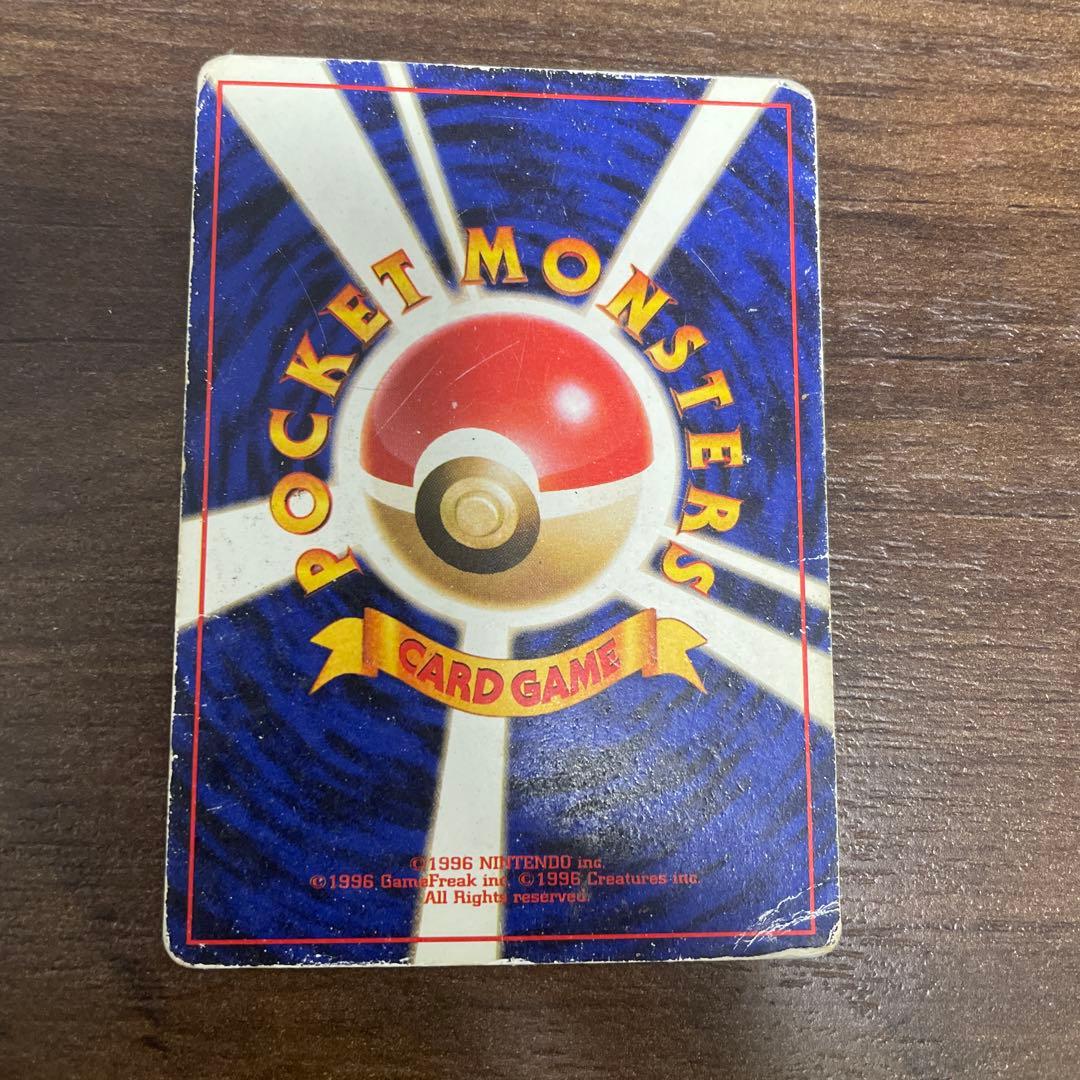 POCKET MONSTERS
CARD GAME
©1996 NINTENDO inc.
©1996 GameFreak inc. ©1996 Creatures inc.
All Rights reserved.